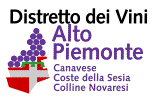 Distretto dei Vini
Alto
Piemonte
Canavese
Coste della Sesia
Colline Novaresi